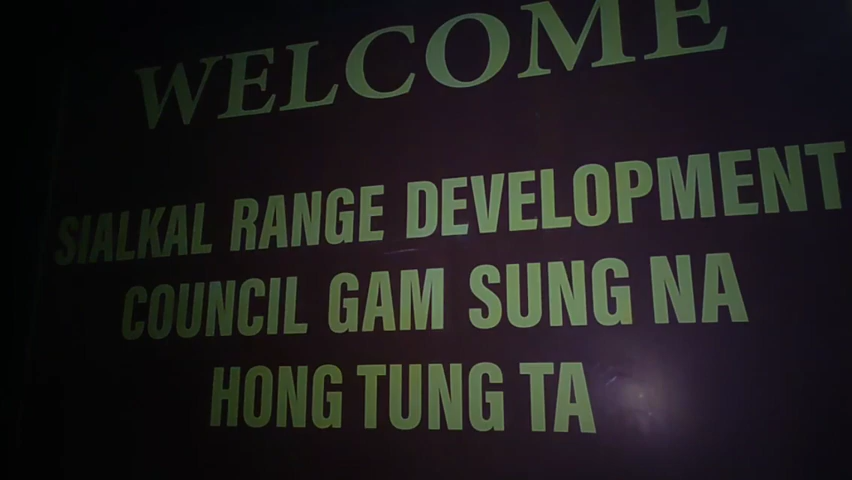 WELCOME
SIALKAL RANGE DEVELOPMENT
COUNCIL GAM SUNG NA
HONG TUNG TA